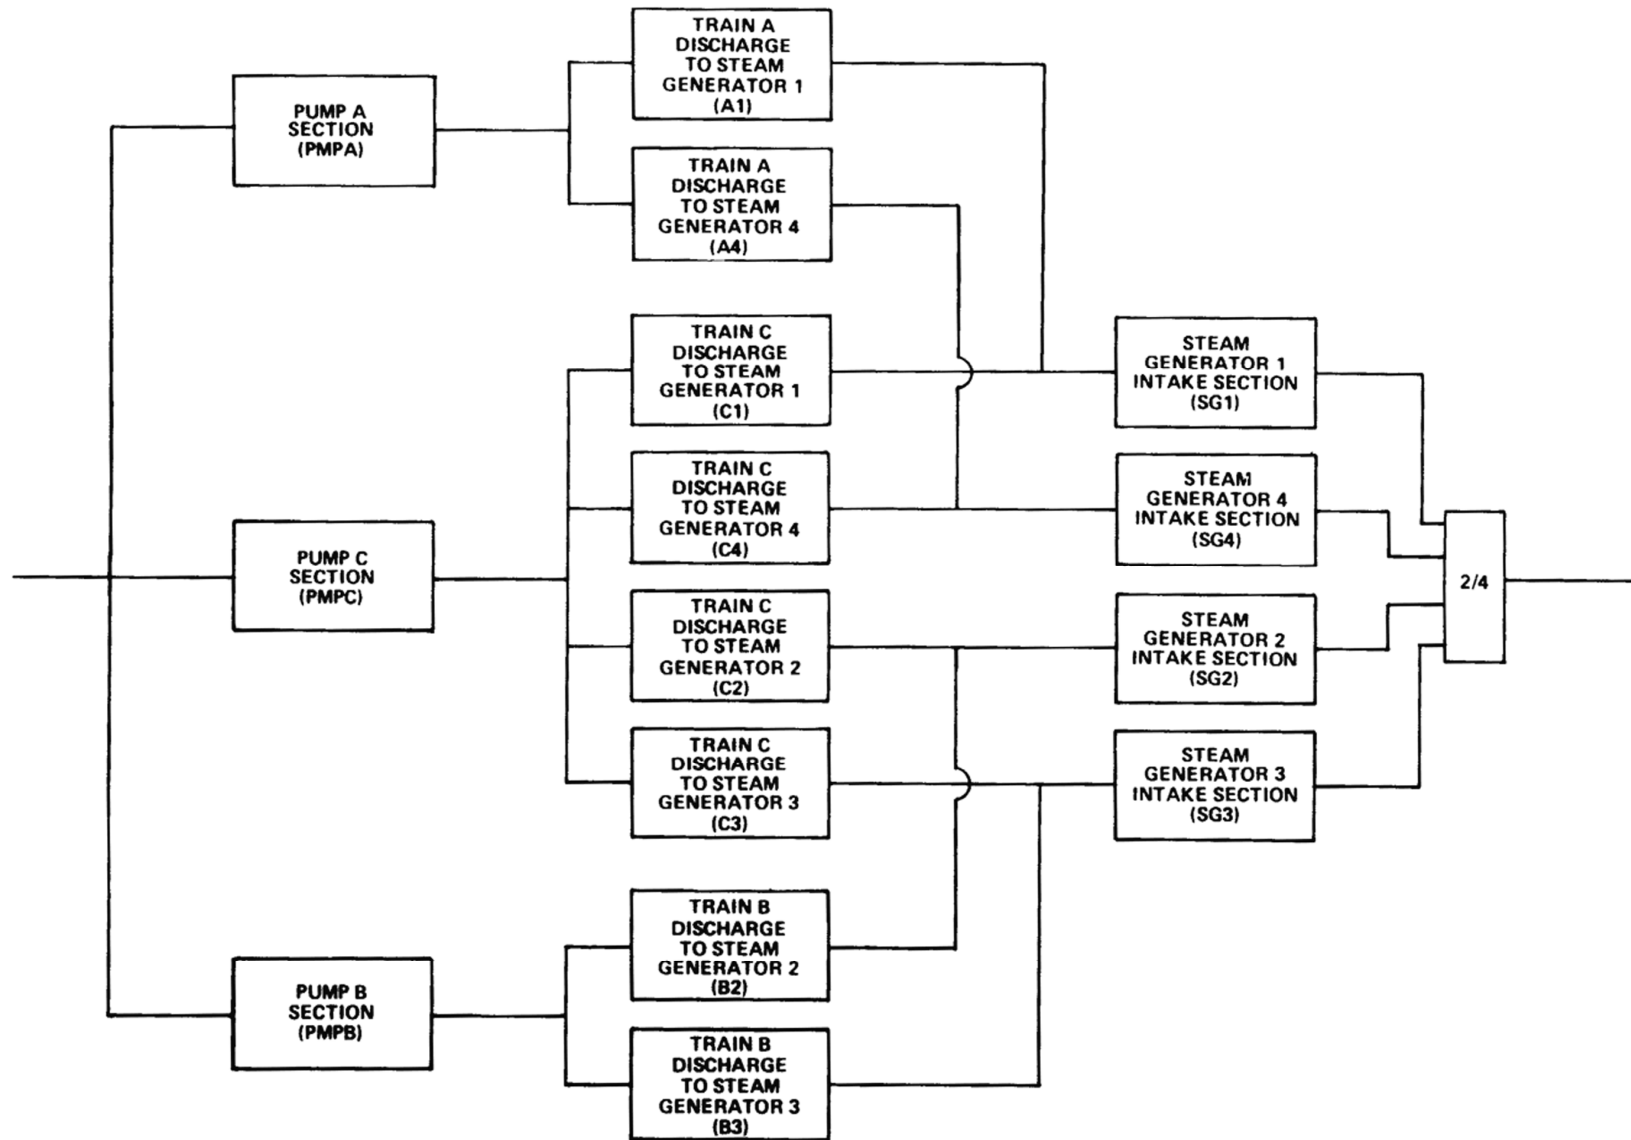 TRAIN A
DISCHARGE
TO STEAM
GENERATOR 1
(A1)
PUMP A
SECTION
(PMPA)
TRAIN A
DISCHARGE
TO STEAM
GENERATOR 4
(A4)
TRAIN C
DISCHARGE
TO STEAM
GENERATOR 1
(C1)
STEAM
GENERATOR 1
INTAKE SECTION
(SG1)
TRAIN C
DISCHARGE
TO STEAM
GENERATOR 4
(C4)
STEAM
GENERATOR 4
INTAKE SECTION
(SG4)
PUMP C
SECTION
(PMPC)
2/4
TRAIN C
DISCHARGE
TO STEAM
GENERATOR 2
(C2)
STEAM
GENERATOR 2
INTAKE SECTION
(SG2)
TRAIN C
DISCHARGE
TO STEAM
GENERATOR 3
(C3)
STEAM
GENERATOR 3
INTAKE SECTION
(SG3)
TRAIN B
DISCHARGE
TO STEAM
GENERATOR 2
(B2)
PUMP B
SECTION
(PMPB)
TRAIN B
DISCHARGE
TO STEAM
GENERATOR 3
(B3)